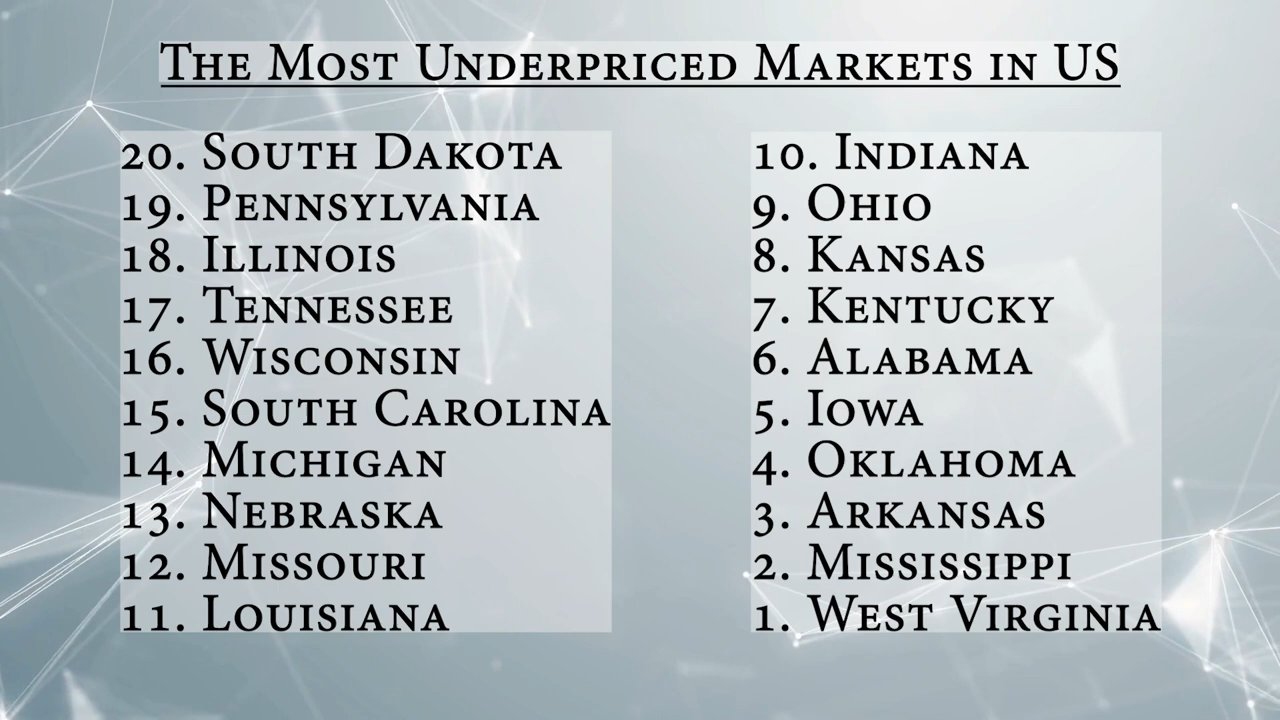 The Most Underpriced Markets in US
20. South Dakota
19. Pennsylvania
18. Illinois
17. Tennessee
16. Wisconsin
15. South Carolina
14. Michigan
13. Nebraska
12. Missouri
11. Louisiana
10. Indiana
9. Ohio
8. Kansas
7. Kentucky
6. Alabama
5. Iowa
4. Oklahoma
3. Arkansas
2. Mississippi
1. West Virginia